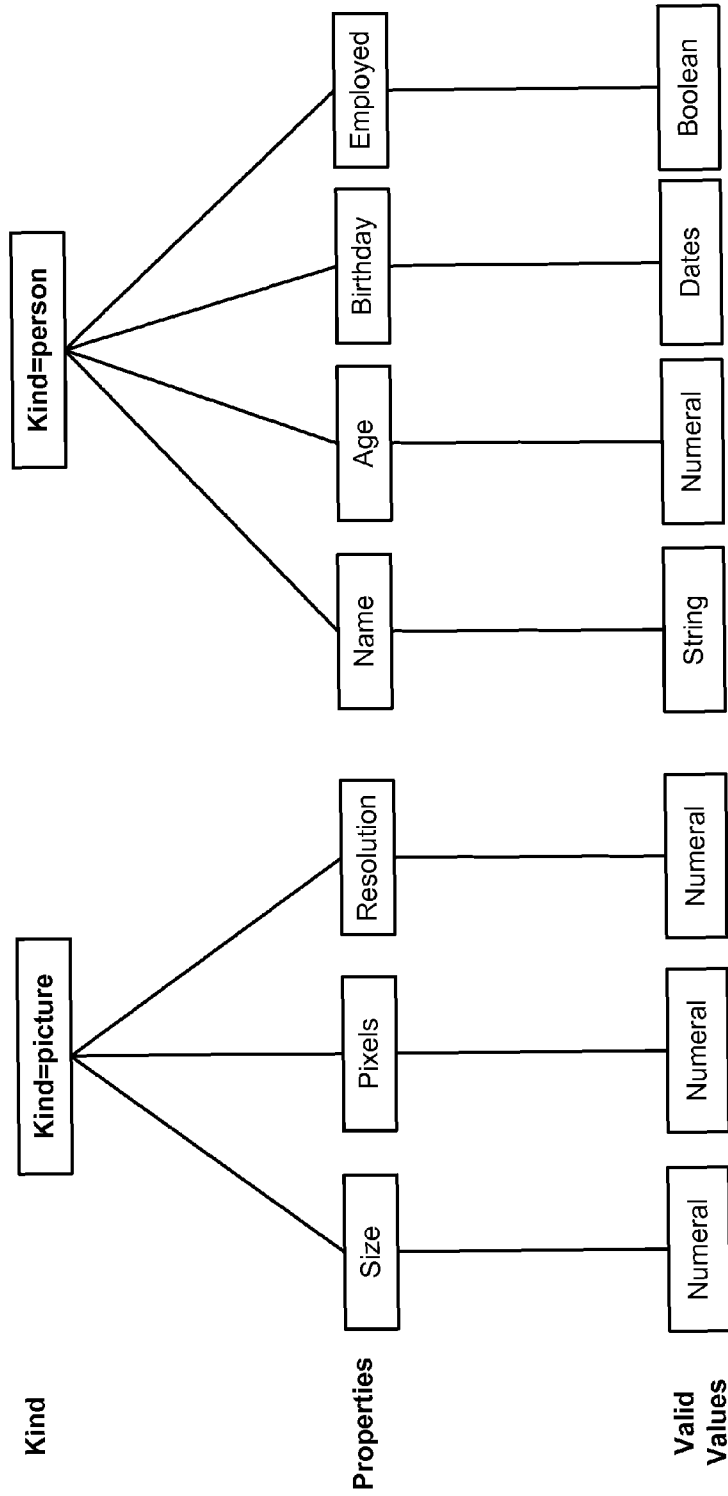 Kind
Kind=picture
Kind=person
Properties
Size
Pixels
Resolution
Name
Age
Birthday
Employed
Valid
Values
Numeral
Numeral
Numeral
String
Numeral
Dates
Boolean